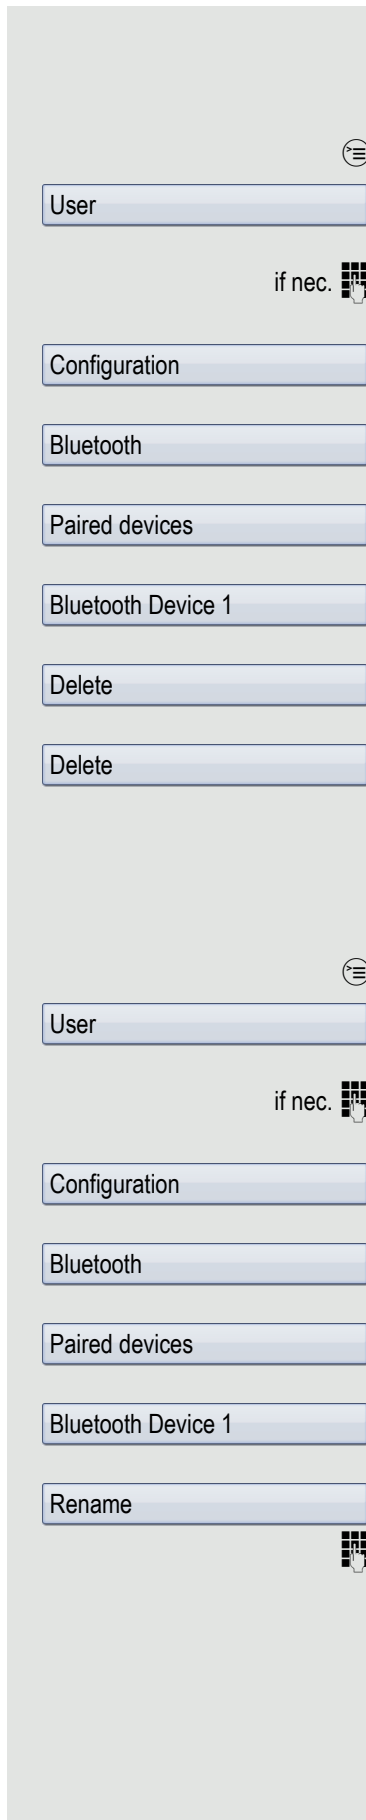 User
if nec.
Configuration
Bluetooth
Paired devices
Bluetooth Device 1
Delete
Delete
User
if nec.
Configuration
Bluetooth
Paired devices
Bluetooth Device 1
Rename